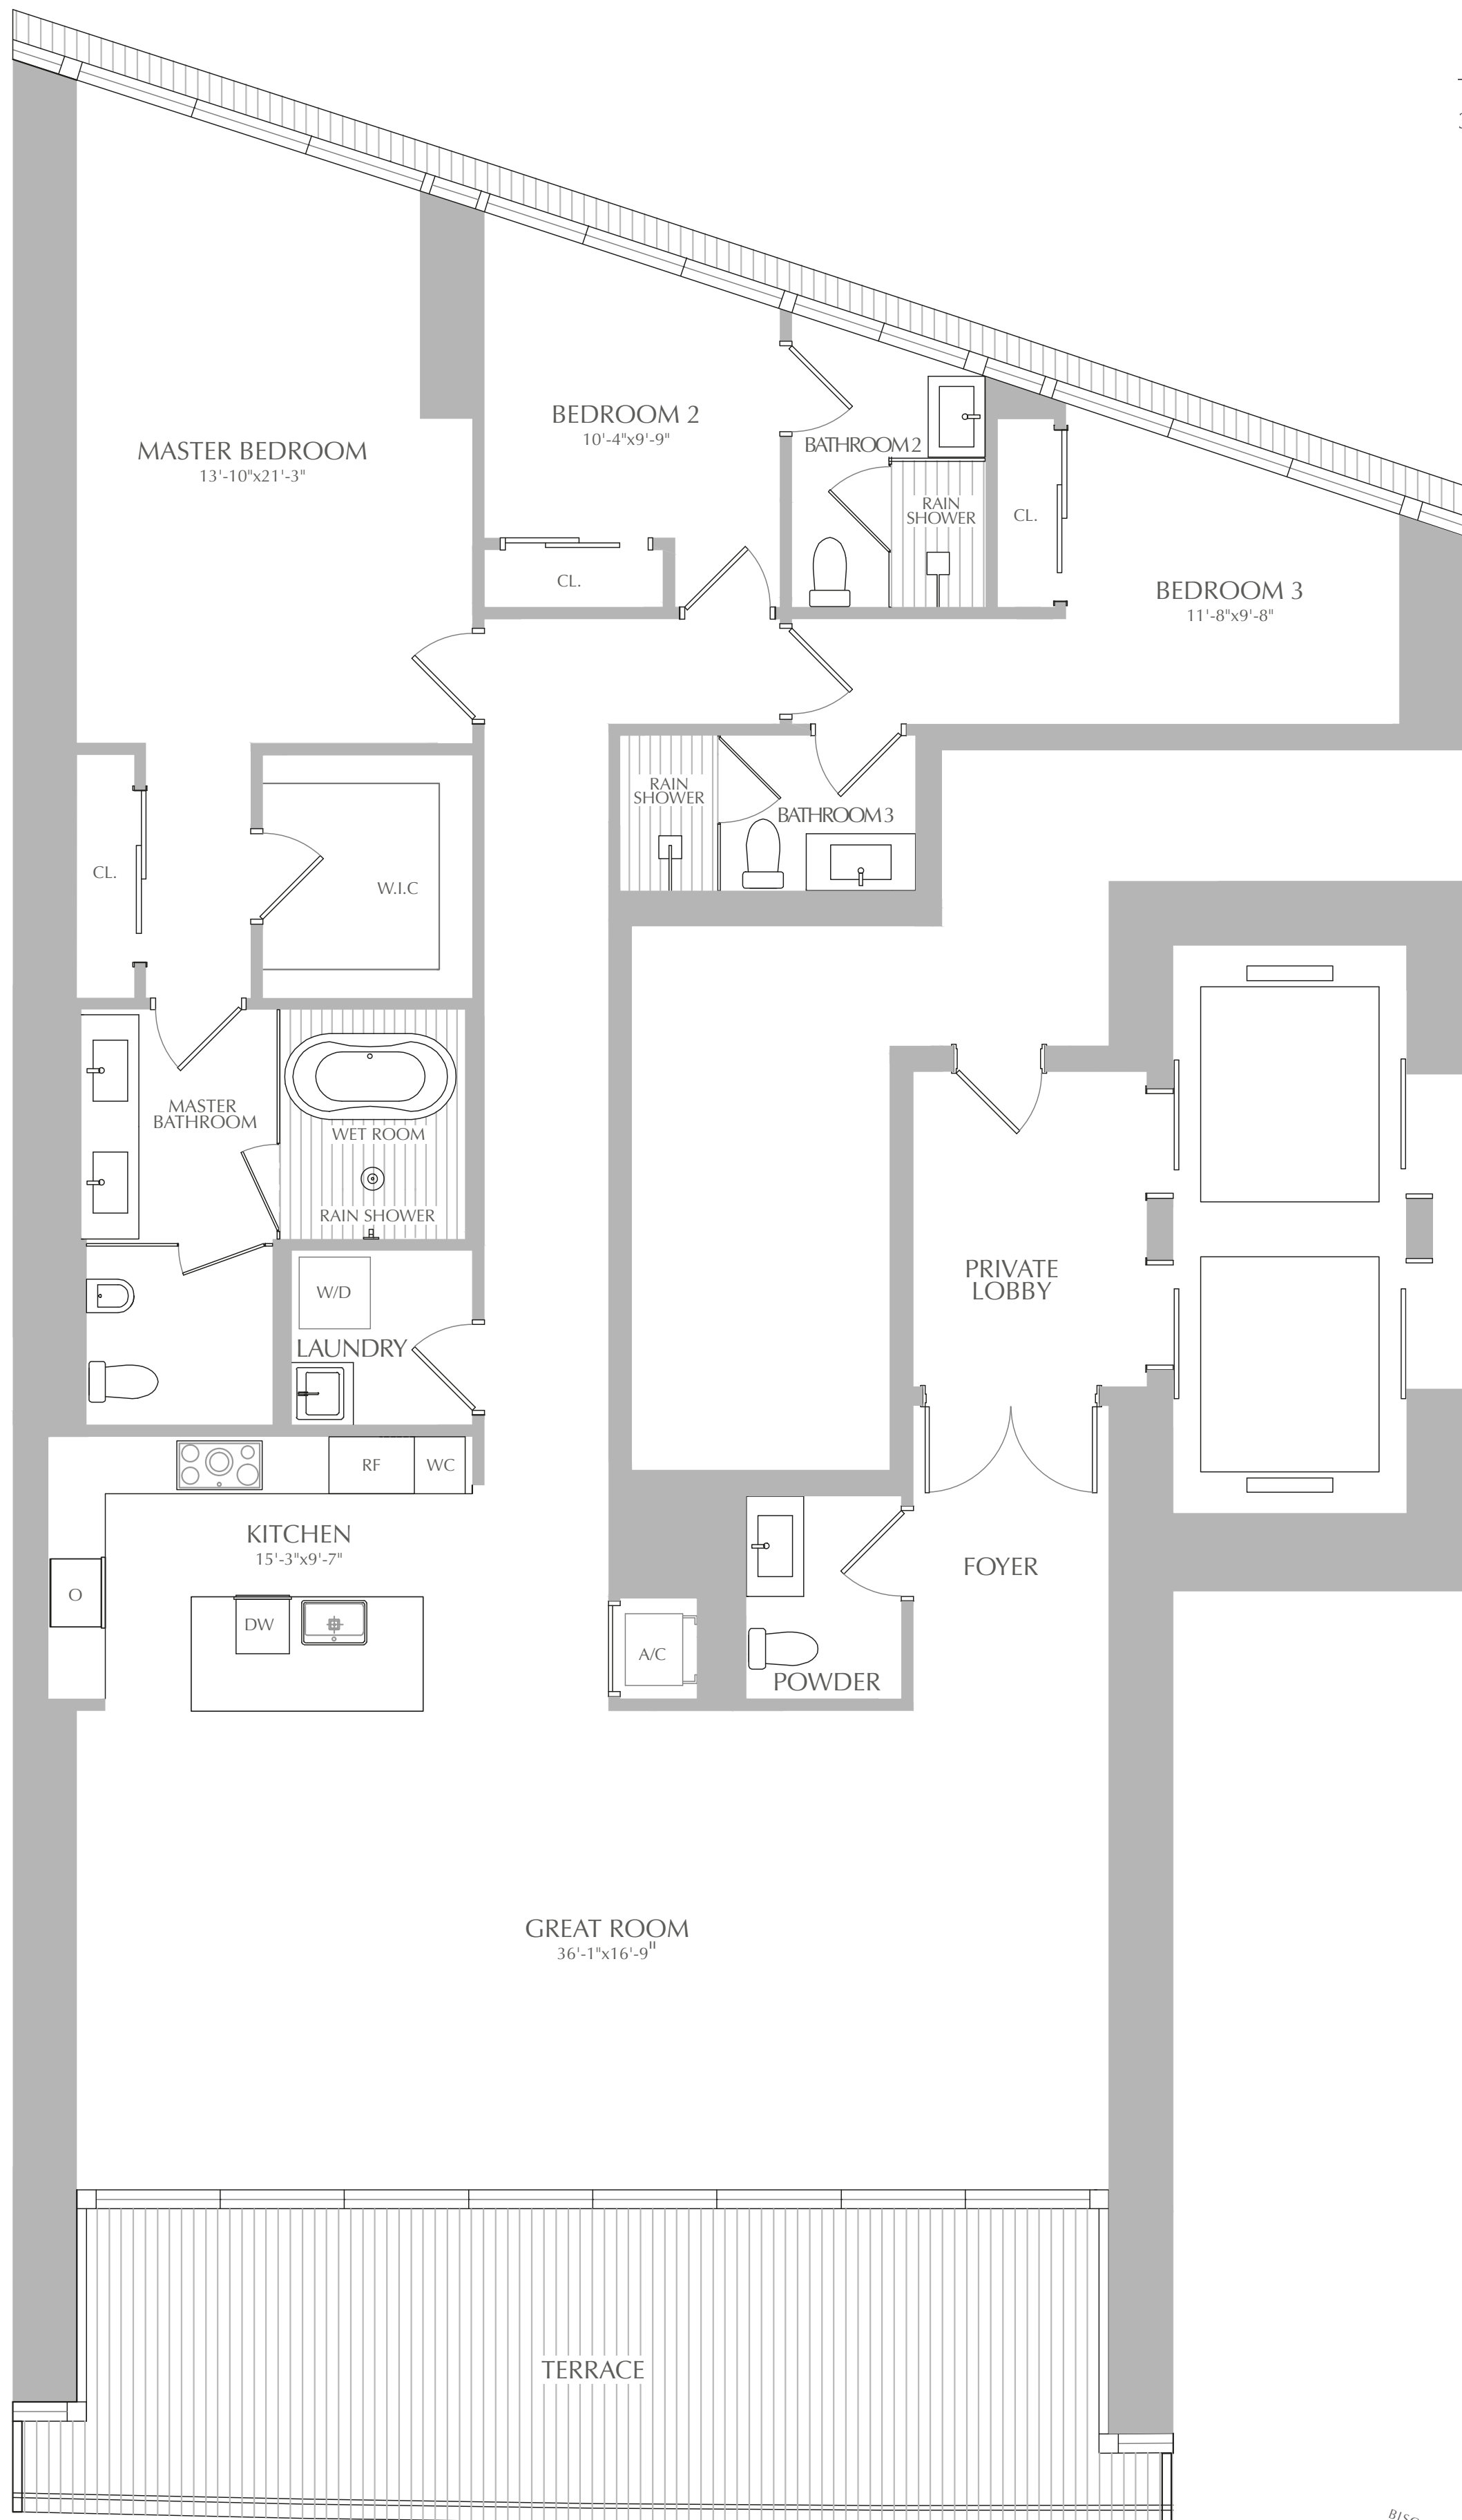 MASTER BEDROOM
13'-10"x21'-3"
BEDROOM 2
10'-4"x9'-9"
BATHROOM 2
RAIN
SHOWER
CL.
CL.
BEDROOM 3
11'-8"x9'-8"
RAIN
SHOWER
BATHROOM 3
CL.
W.I.C
MASTER
BATHROOM
WET ROOM
RAIN SHOWER
W/D
LAUNDRY
PRIVATE
LOBBY
RF
WC
KITCHEN
15'-3"x9'-7"
O
DW
A/C
POWDER
FOYER
GREAT ROOM
36'-1"x16'-9"
TERRACE